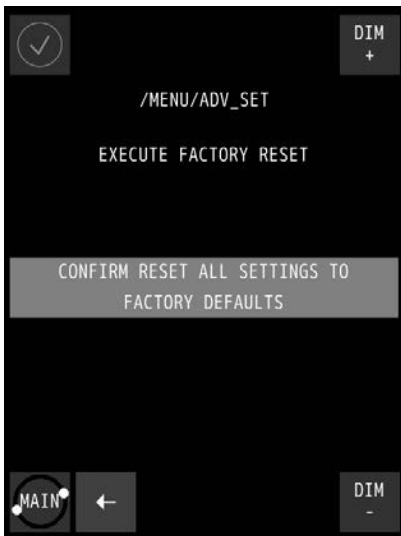 DIM
+
/MENU/ADV_SET
EXECUTE FACTORY RESET
CONFIRM RESET ALL SETTINGS TO
FACTORY DEFAULTS
MAIN
←
DIM
-